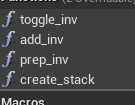 toggle_inv
add_inv
prep_inv
create_stack
Macros